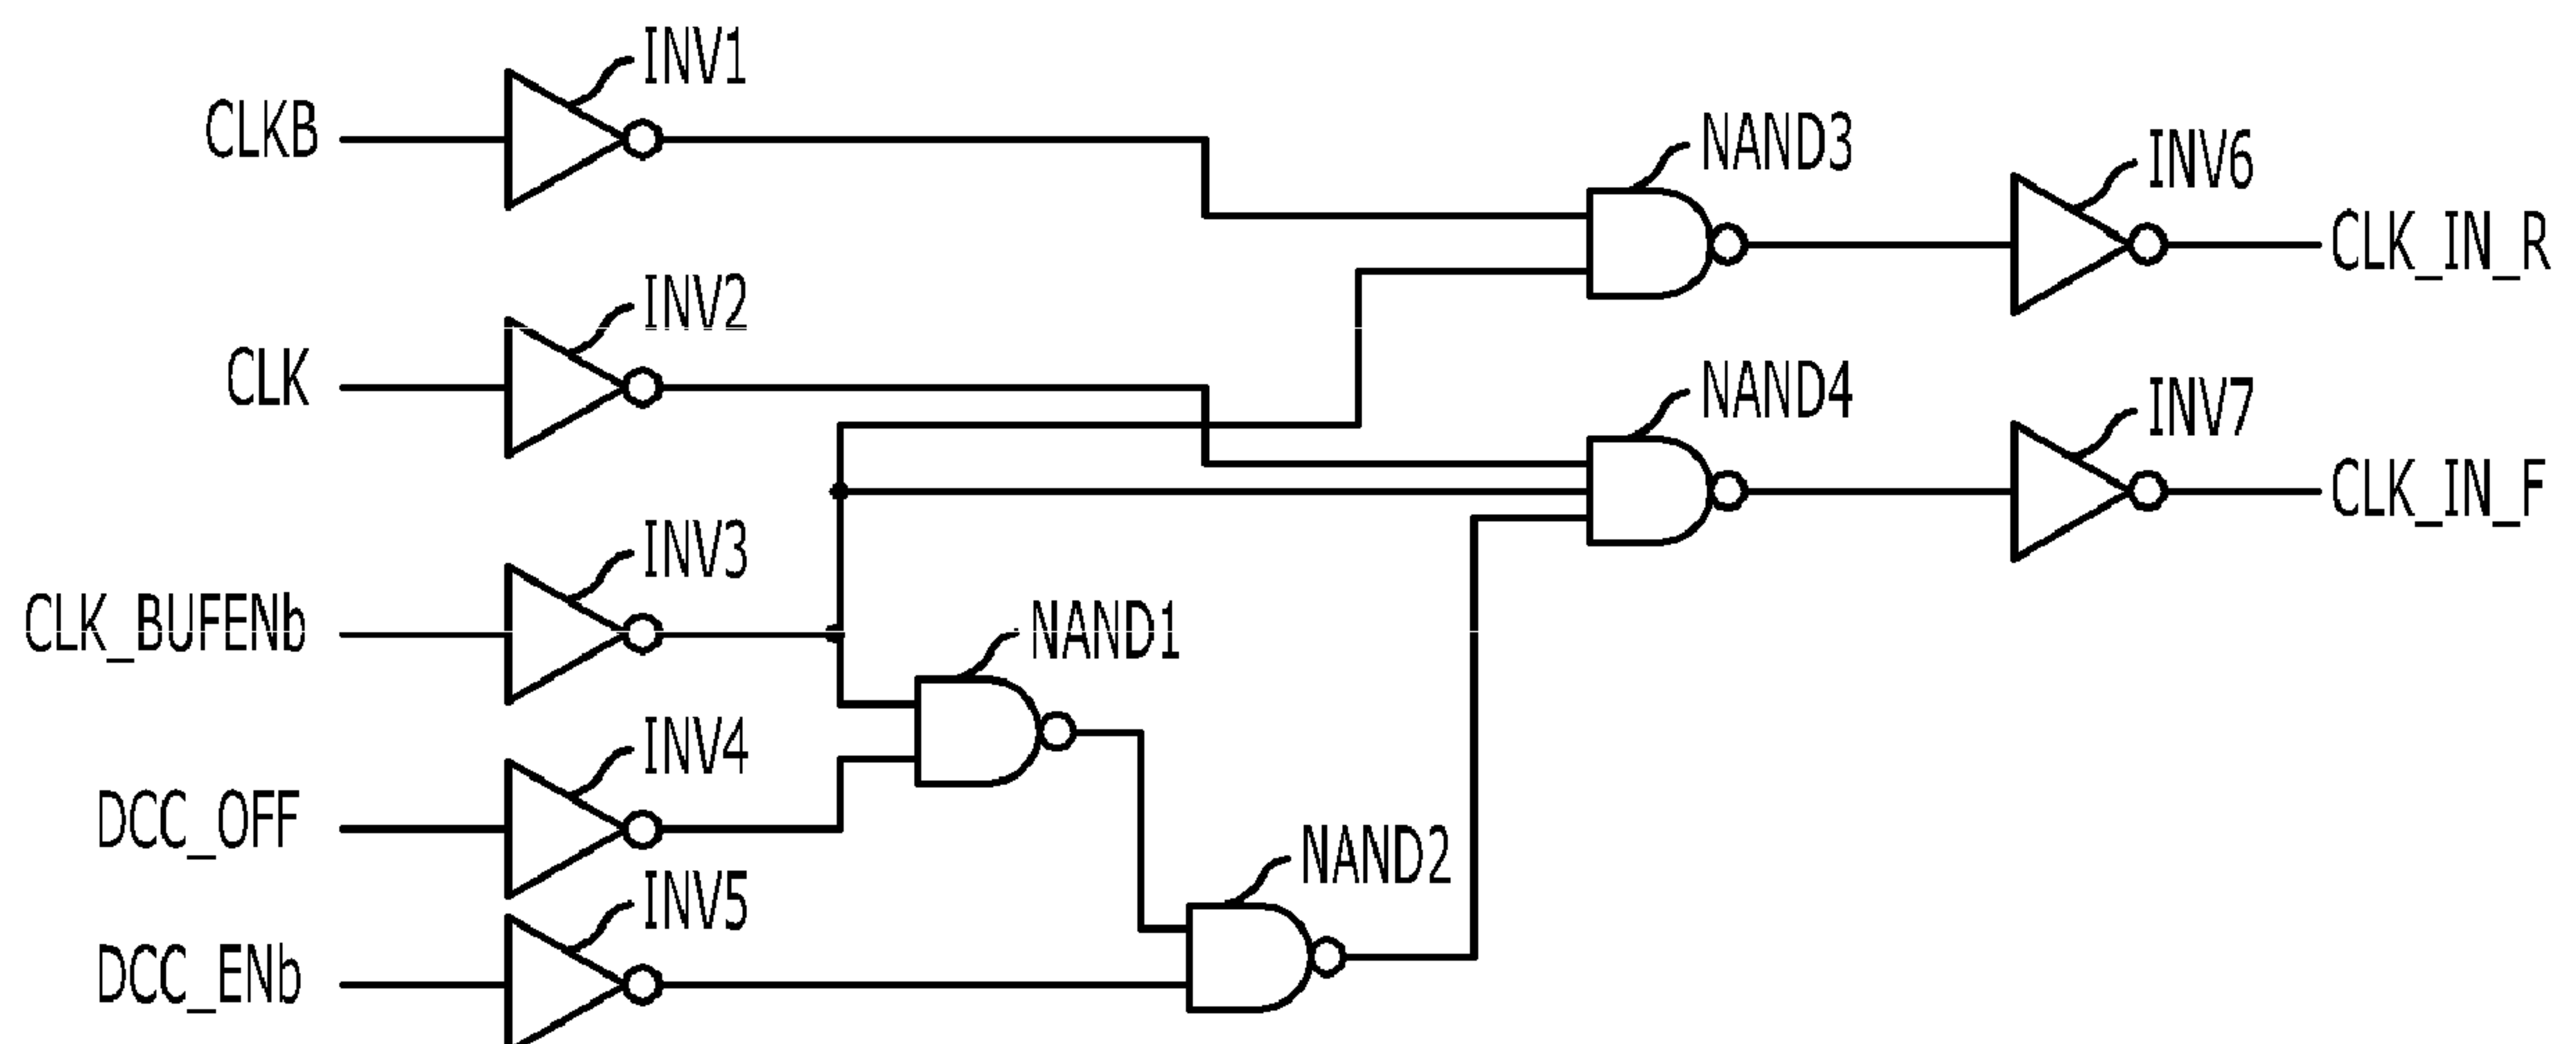 INV1
CLKB
NAND3
INV6
CLK_IN_R
INV2
CLK
NAND4
INV7
CLK_IN_F
INV3
CLK_BUFENb
NAND1
INV4
DCC_OFF
NAND2
INV5
DCC_ENb